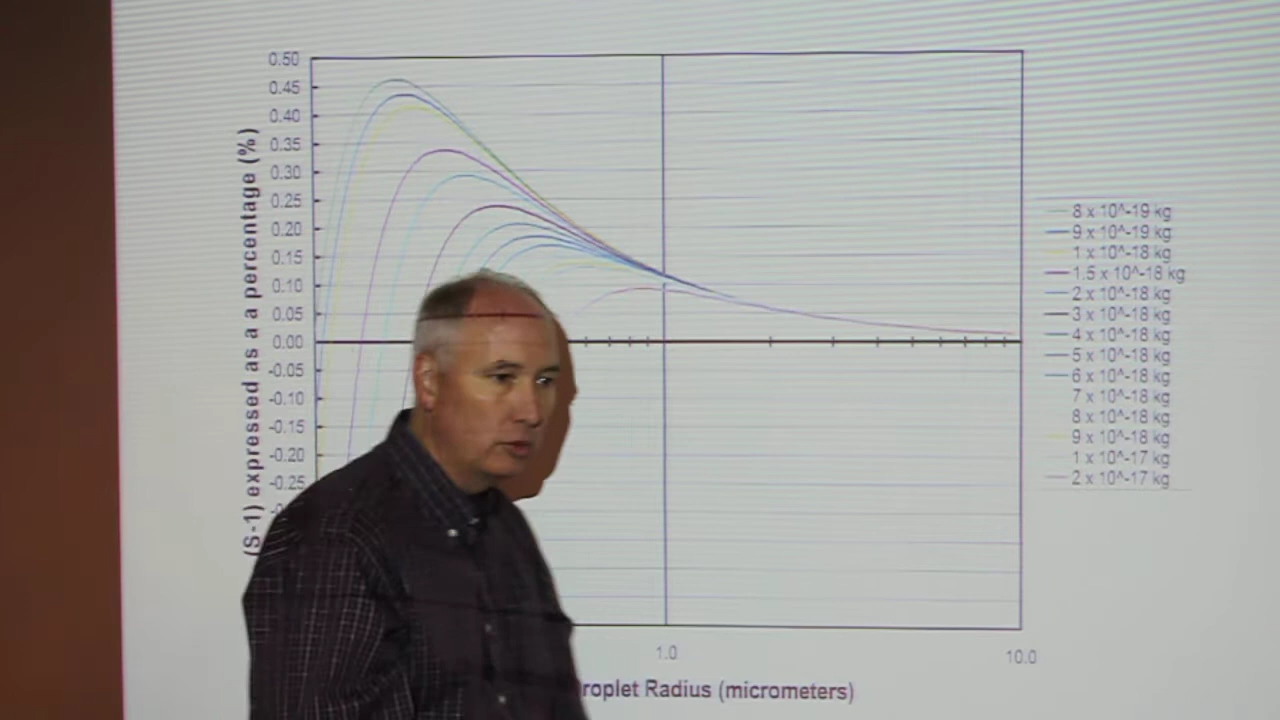 0.50
0.45
0.40
0.35
0.30
0.25
0.20
0.15
0.10
0.05
0.00
-0.05
-0.10
-0.15
-0.20
-0.25
(S-1) expressed as a a percentage (%)
8 x 10^-19 kg
9 x 10^-19 kg
1 x 10^-18 kg
1.5 x 10^-18 kg
2 x 10^-18 kg
3 x 10^-18 kg
4 x 10^-18 kg
5 x 10^-18 kg
6 x 10^-18 kg
7 x 10^-18 kg
8 x 10^-18 kg
9 x 10^-18 kg
1 x 10^-17 kg
2 x 10^-17 kg
1.0
10.0
roplet Radius (micrometers)